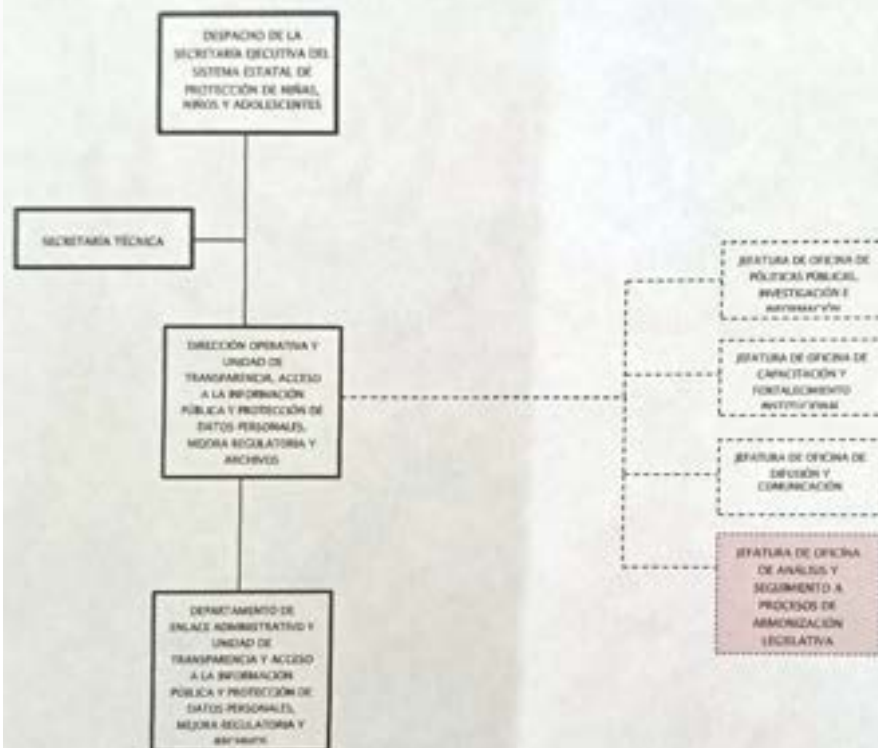 DESPACHO DE LA
SECRETARÍA EJECUTIVA DEL
SISTEMA ESTATAL DE
PROTECCIÓN DE NIÑAS,
NIÑOS Y ADOLESCENTES
SECRETARÍA TÉCNICA
DIRECCIÓN OPERATIVA Y
UNIDAD DE
TRANSPARENCIA, ACCESO
A LA INFORMACIÓN
PÚBLICA Y PROTECCIÓN DE
DATOS PERSONALES,
MEJORA REGULATORIA Y
ARCHIVOS
DEPARTAMENTO DE
ENLACE ADMINISTRATIVO Y
UNIDAD DE
TRANSPARENCIA Y ACCESO
A LA INFORMACIÓN
PÚBLICA Y PROTECCIÓN DE
DATOS PERSONALES,
MEJORA REGULATORIA Y
ARCHIVOS
JEFATURA DE OFICINA DE
PÓLITICAS PÚBLICAS,
INVESTIGACIÓN E
INFORMACIÓN
JEFATURA DE OFICINA DE
CAPACITACIÓN Y
FORTALECIMIENTO
INSTITUCIONAL
JEFATURA DE OFICINA DE
DIFUSIÓN Y
COMUNICACIÓN
JEFATURA DE OFICINA
DE ANÁLISIS Y
SEGUIMIENTO A
PROCESOS DE
ARMONIZACIÓN
LEGISLATIVA